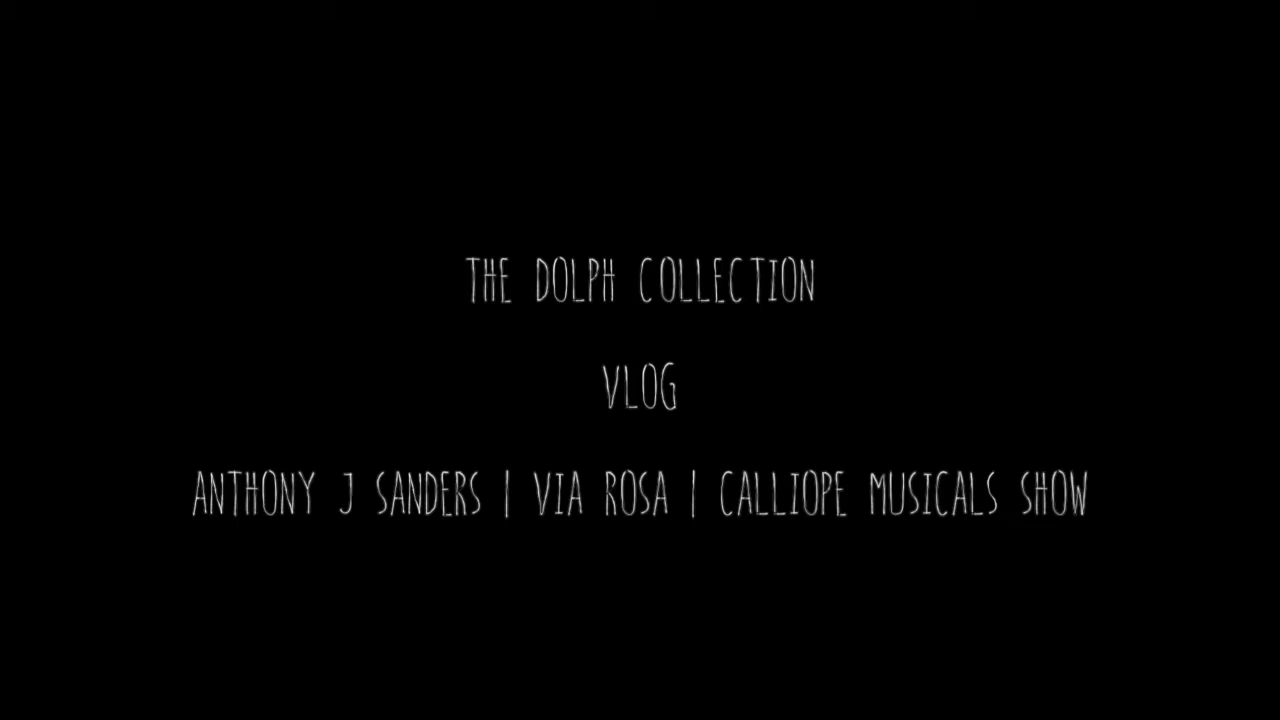 THE DOLPH COLLECTION
VLOG
ANTHONY J SANDERS | VIA ROSA | CALLIOPE MUSICALS SHOW